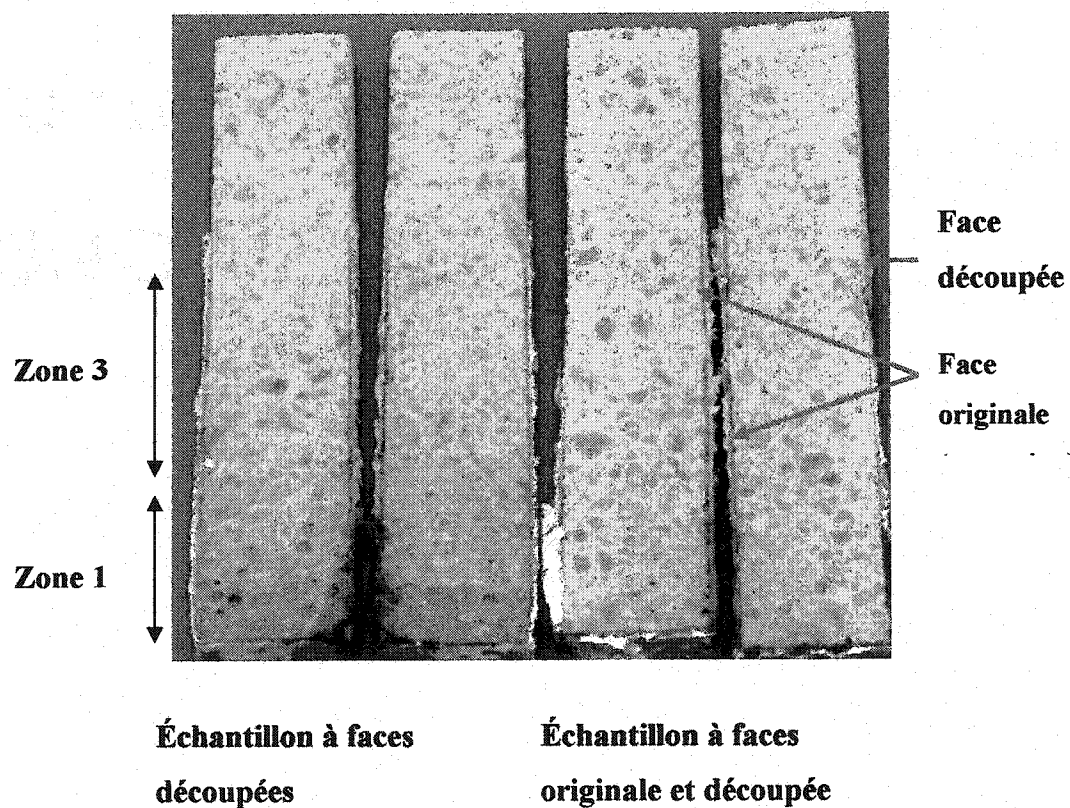 Face
découpée
Zone 3
Face
originale
Zone 1
Échantillon à faces
découpées
Échantillon à faces
originale et découpée